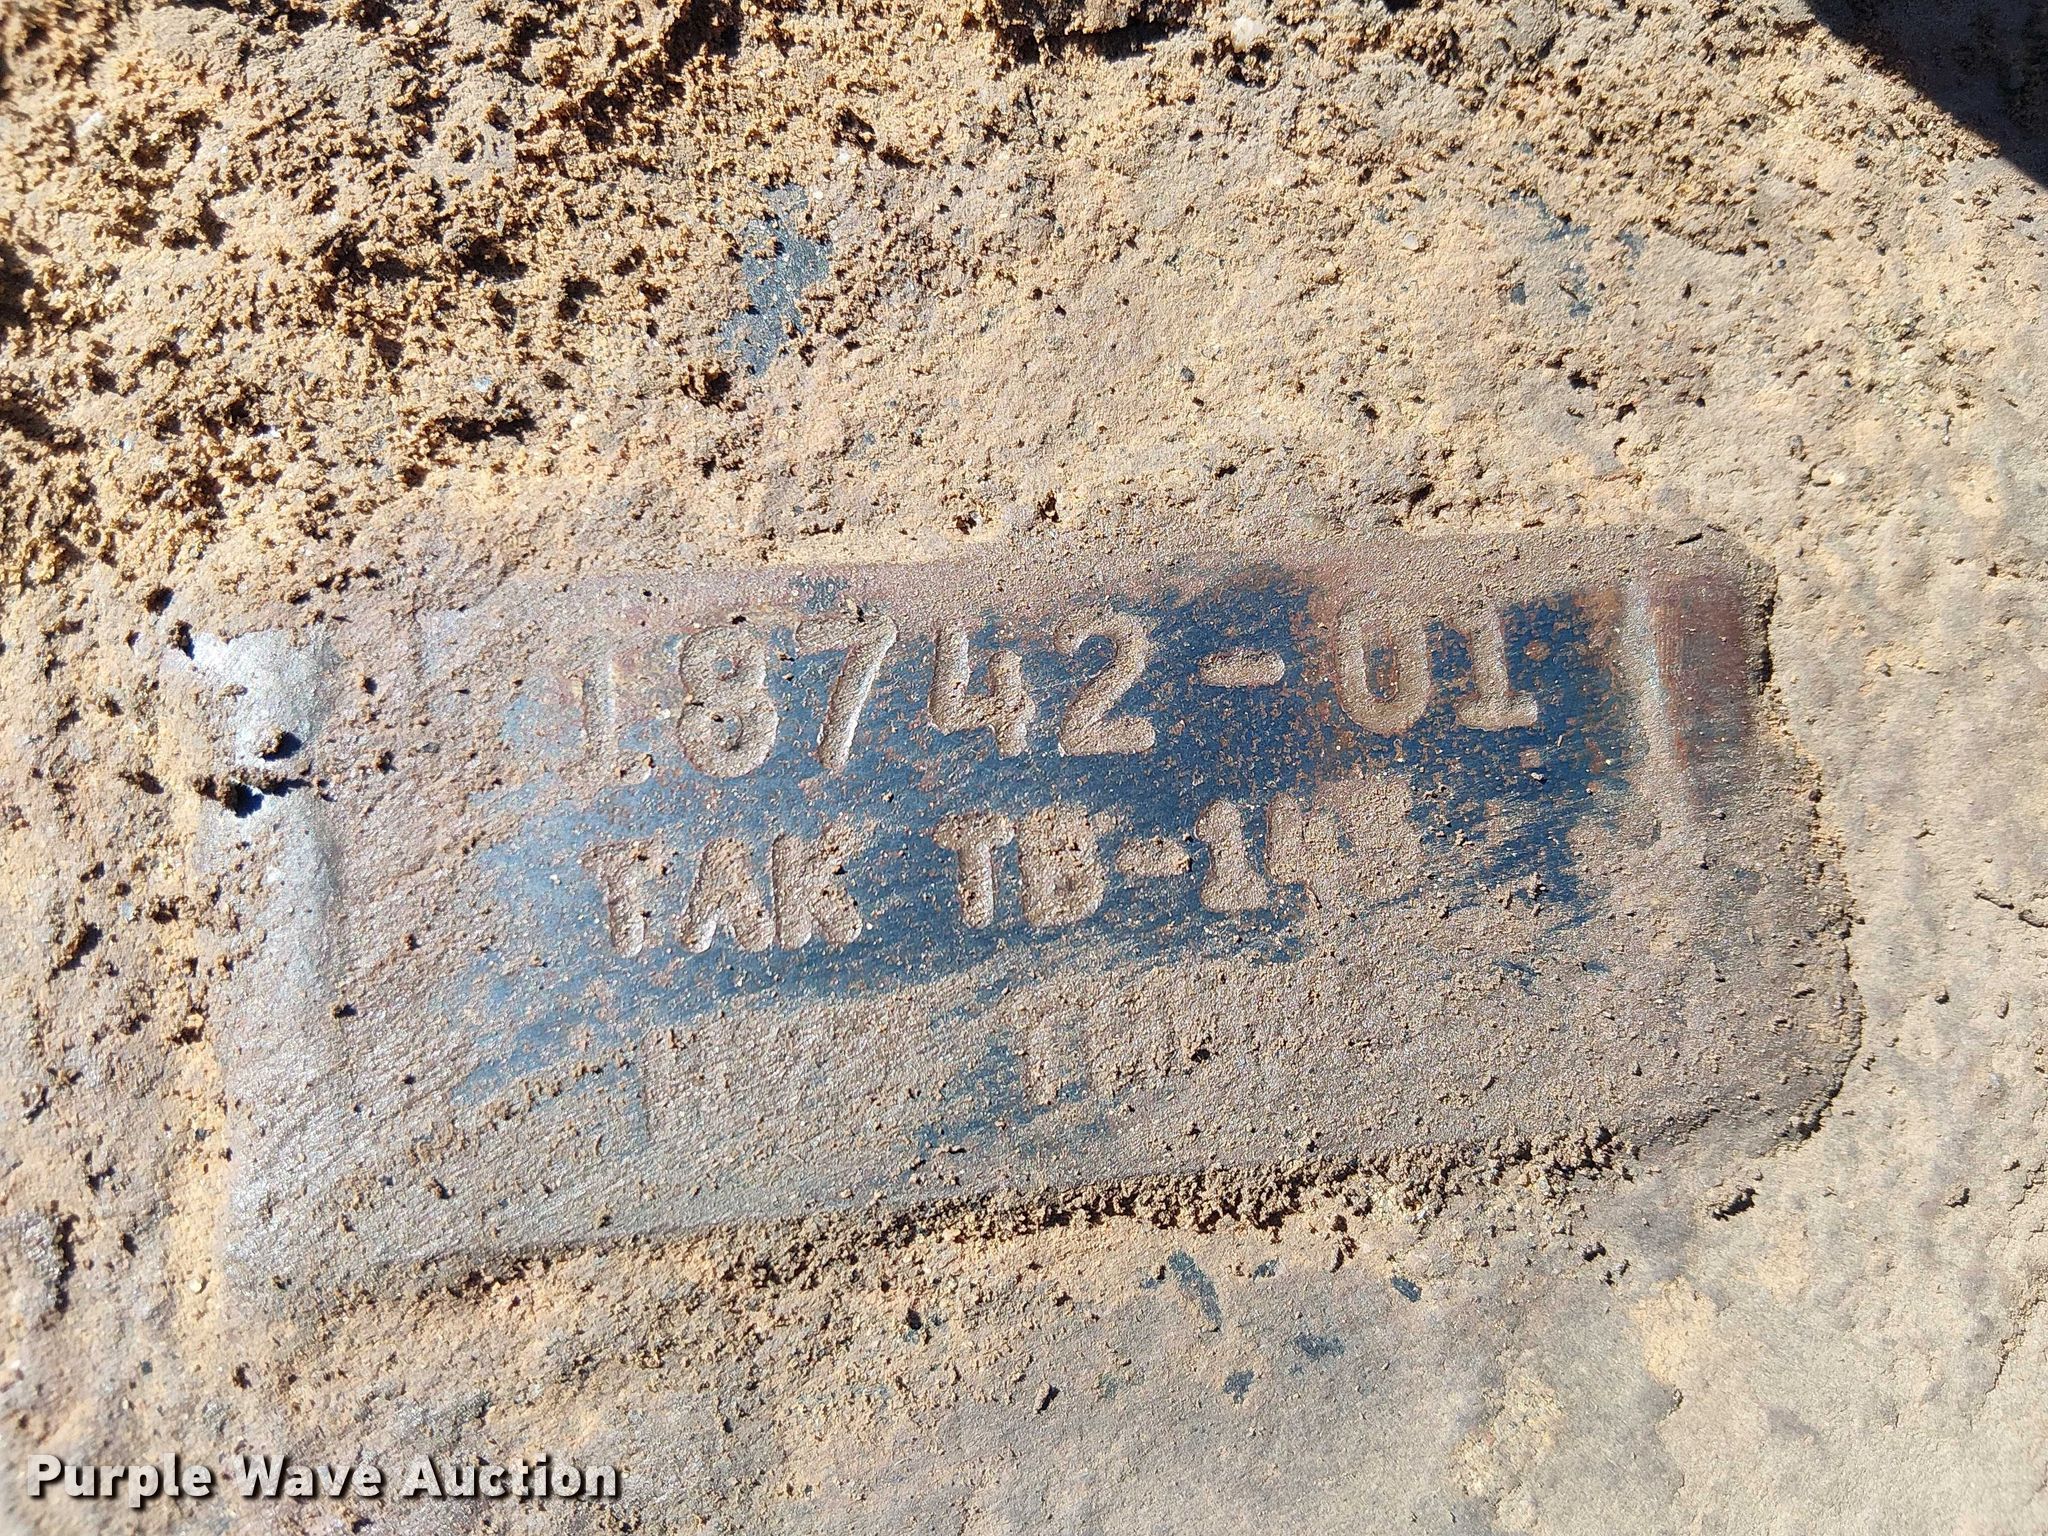 18742-01
TAK TB-1
Purple Wave Auction